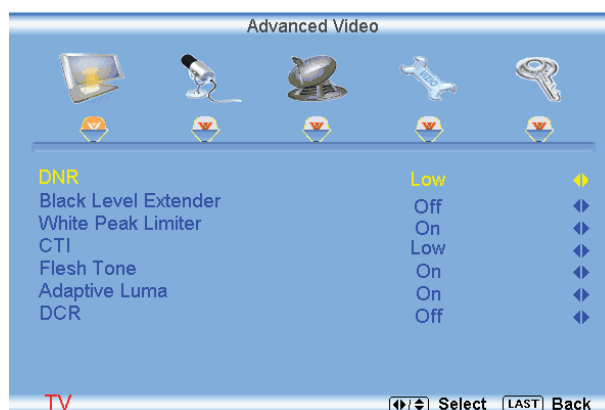 Advanced Video
DNR Low
Black Level Extender Off
White Peak Limiter On
CTI Low
Flesh Tone On
Adaptive Luma On
DCR Off
TV Select LAST Back